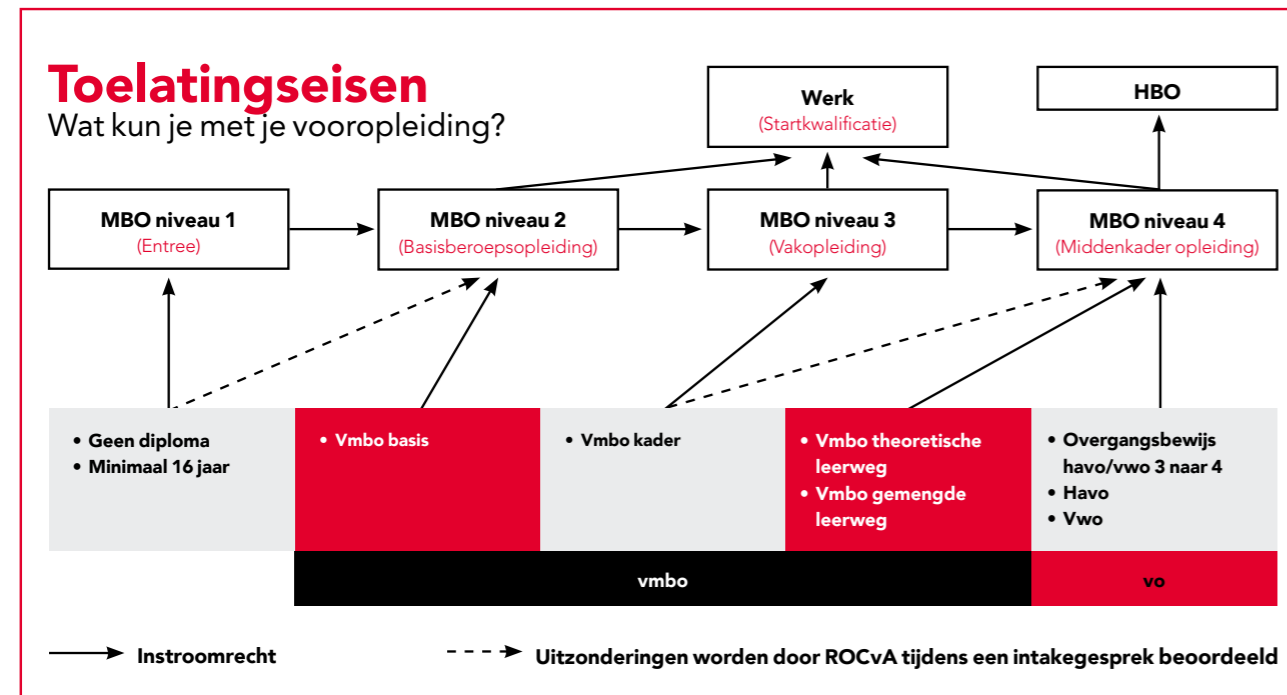 Toelatingseisen
Wat kun je met je vooropleiding?
Werk
(Startkwalificatie)
HBO
MBO niveau 1
(Entree)
MBO niveau 2
(Basisberoepsopleiding)
MBO niveau 3
(Vakopleiding)
MBO niveau 4
(Middenkader opleiding)
• Geen diploma
• Minimaal 16 jaar
• Vmbo basis
• Vmbo kader
• Vmbo theoretische
leerweg
• Vmbo gemengde
leerweg
• Overgangsbewijs
havo/vwo 3 naar 4
• Havo
• Vwo
vmbo
vo
Instroomrecht
Uitzonderingen worden door ROCvA tijdens een intakegesprek beoordeeld